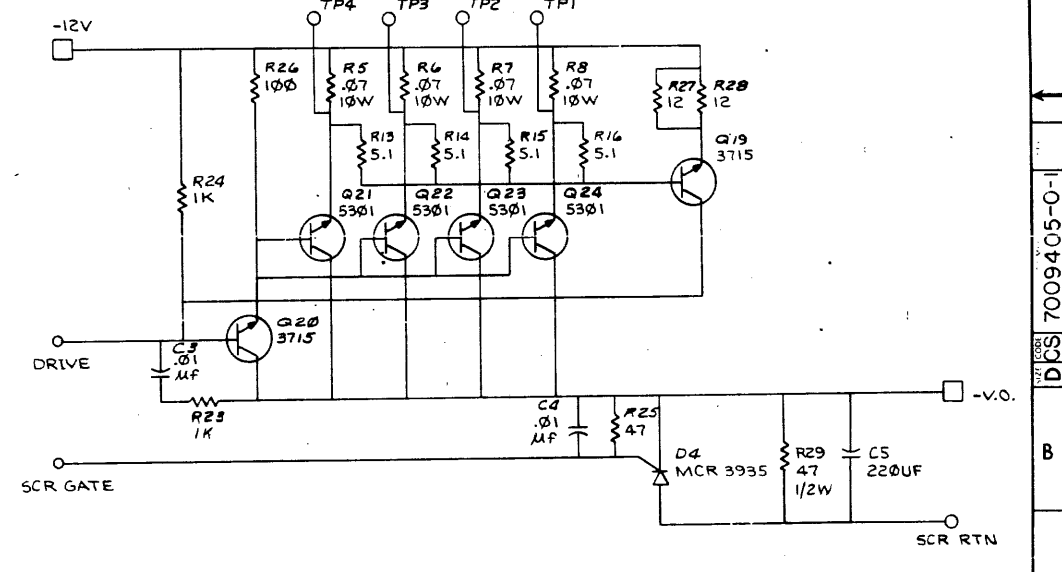 TP4
TP3
TP2
TP1
-12V
R26
100
R5
.07
10W
R6
.07
10W
R7
.07
10W
R8
.07
10W
R27
12
R28
12
R13
5.1
R14
5.1
R15
5.1
R16
5.1
Q19
3715
R24
1K
Q21
5301
Q22
5301
Q23
5301
Q24
5301
Q20
3715
DRIVE
C3
.01
µf
R23
1K
C4
.01
µf
R25
47
-V.O.
D4
MCR 3935
R29
47
1/2W
C5
220UF
SCR GATE
SCR RTN
SIZE
D
CODE
CS
7009405-0-1
B